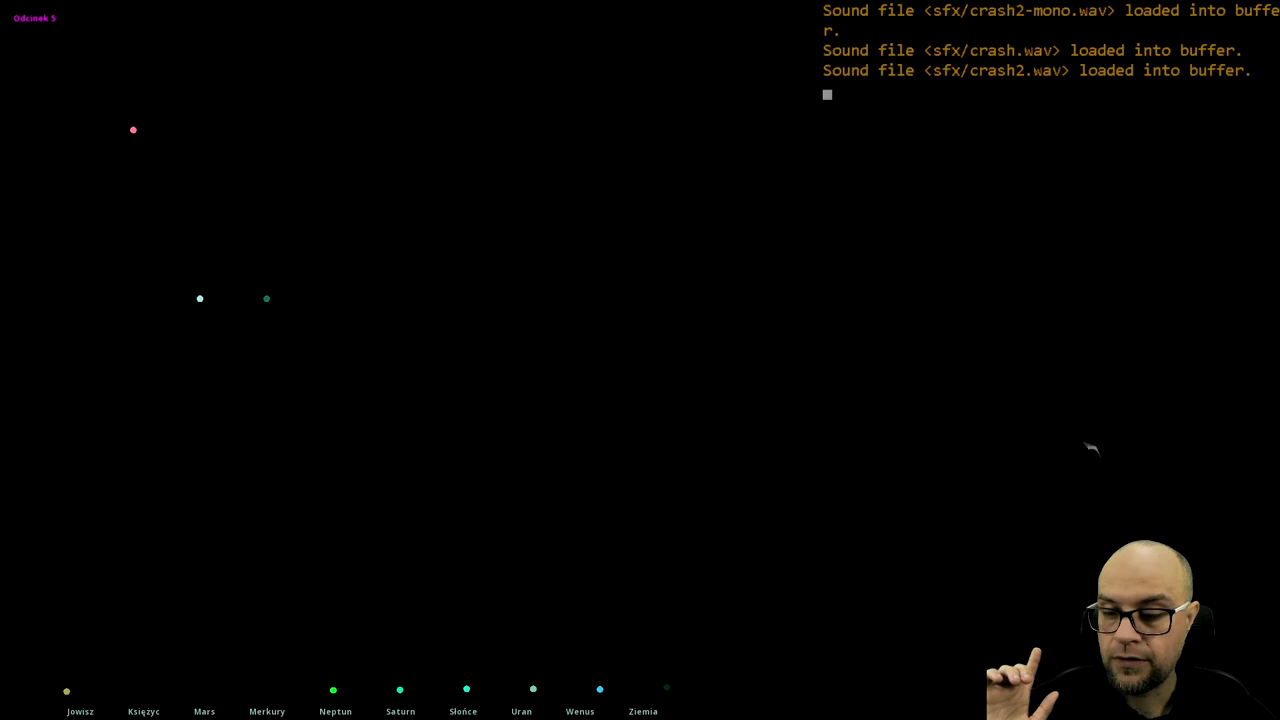 Odcinek 5
Sound file <sfx/crash2-mono.wav> loaded into buffe
r.
Sound file <sfx/crash.wav> loaded into buffer.
Sound file <sfx/crash2.wav> loaded into buffer.
Jowisz Księżyc Mars Merkury Neptun Saturn Słońce Uran Wenus Ziemia